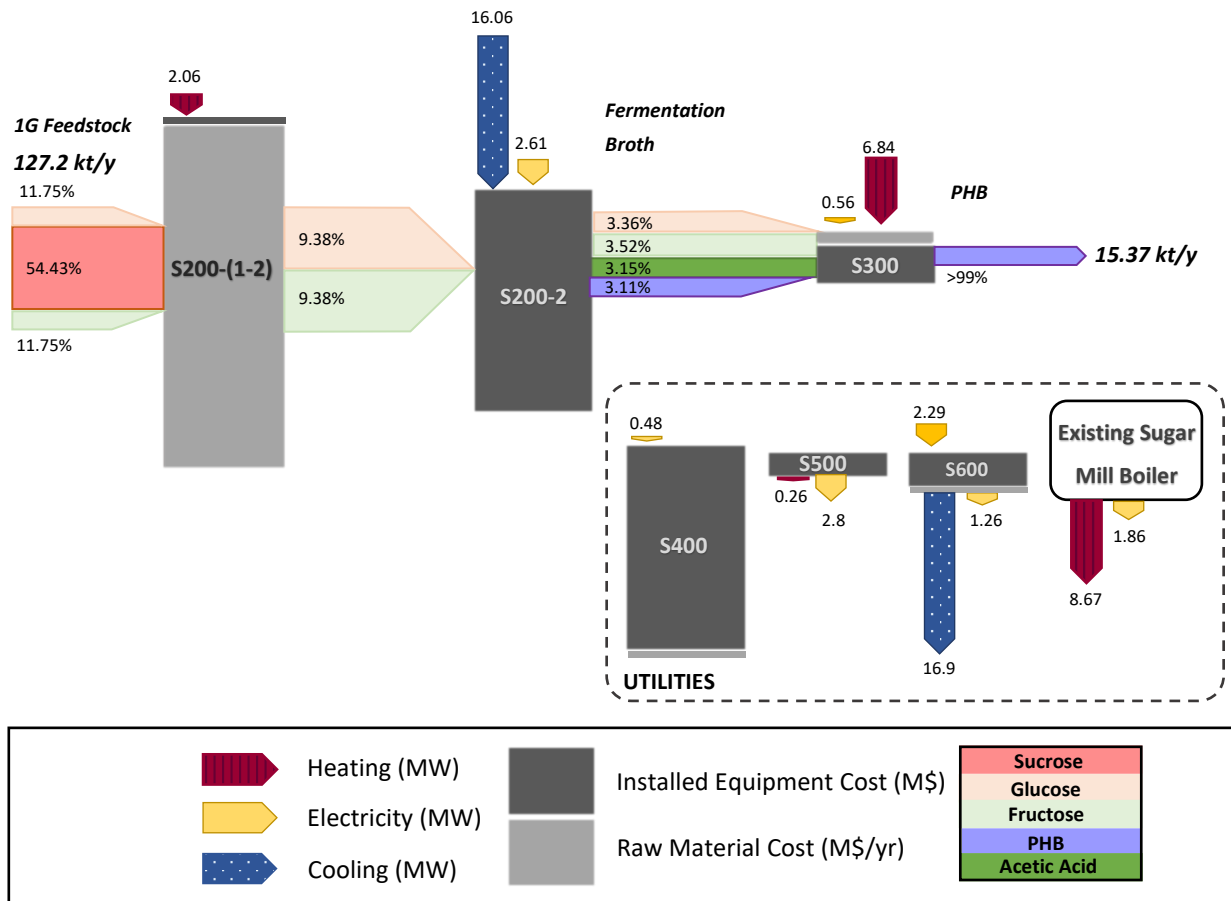 16.06
2.06
1G Feedstock
127.2 kt/y
11.75%
54.43%
11.75%
S200-(1-2)
9.38%
9.38%
2.61
S200-2
Fermentation
Broth
3.36%
3.52%
3.15%
3.11%
6.84
0.56
S300
PHB
15.37 kt/y
>99%
0.48
S400
S500
0.26
2.8
2.29
S600
1.26
16.9
Existing Sugar
Mill Boiler
1.86
8.67
UTILITIES
Heating (MW)
Electricity (MW)
Cooling (MW)
Installed Equipment Cost (M$)
Raw Material Cost (M$/yr)
Sucrose
Glucose
Fructose
PHB
Acetic Acid